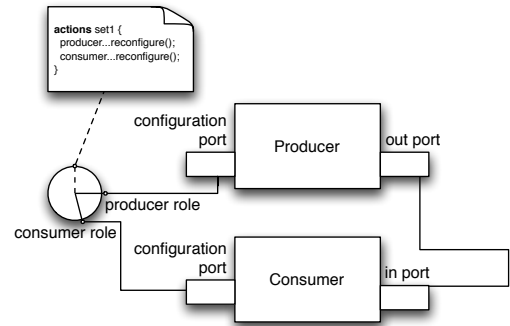 actions set1 {
producer...reconfigure();
consumer...reconfigure();
}
configuration
port
Producer
out port
producer role
consumer role
configuration
port
Consumer
in port